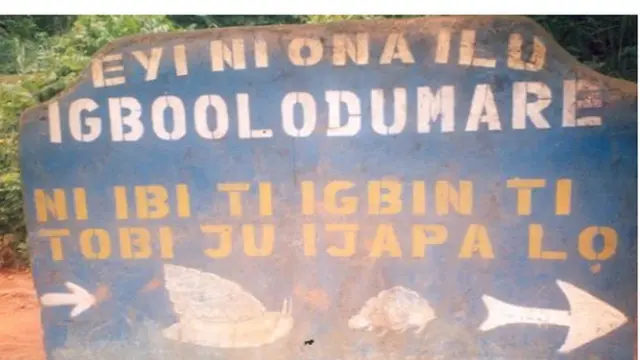 EYI NI ONA ILU
IGBOOLODUMARE
NI IBI TI IGBIN TI
TOBI JU IJAPA LỌ